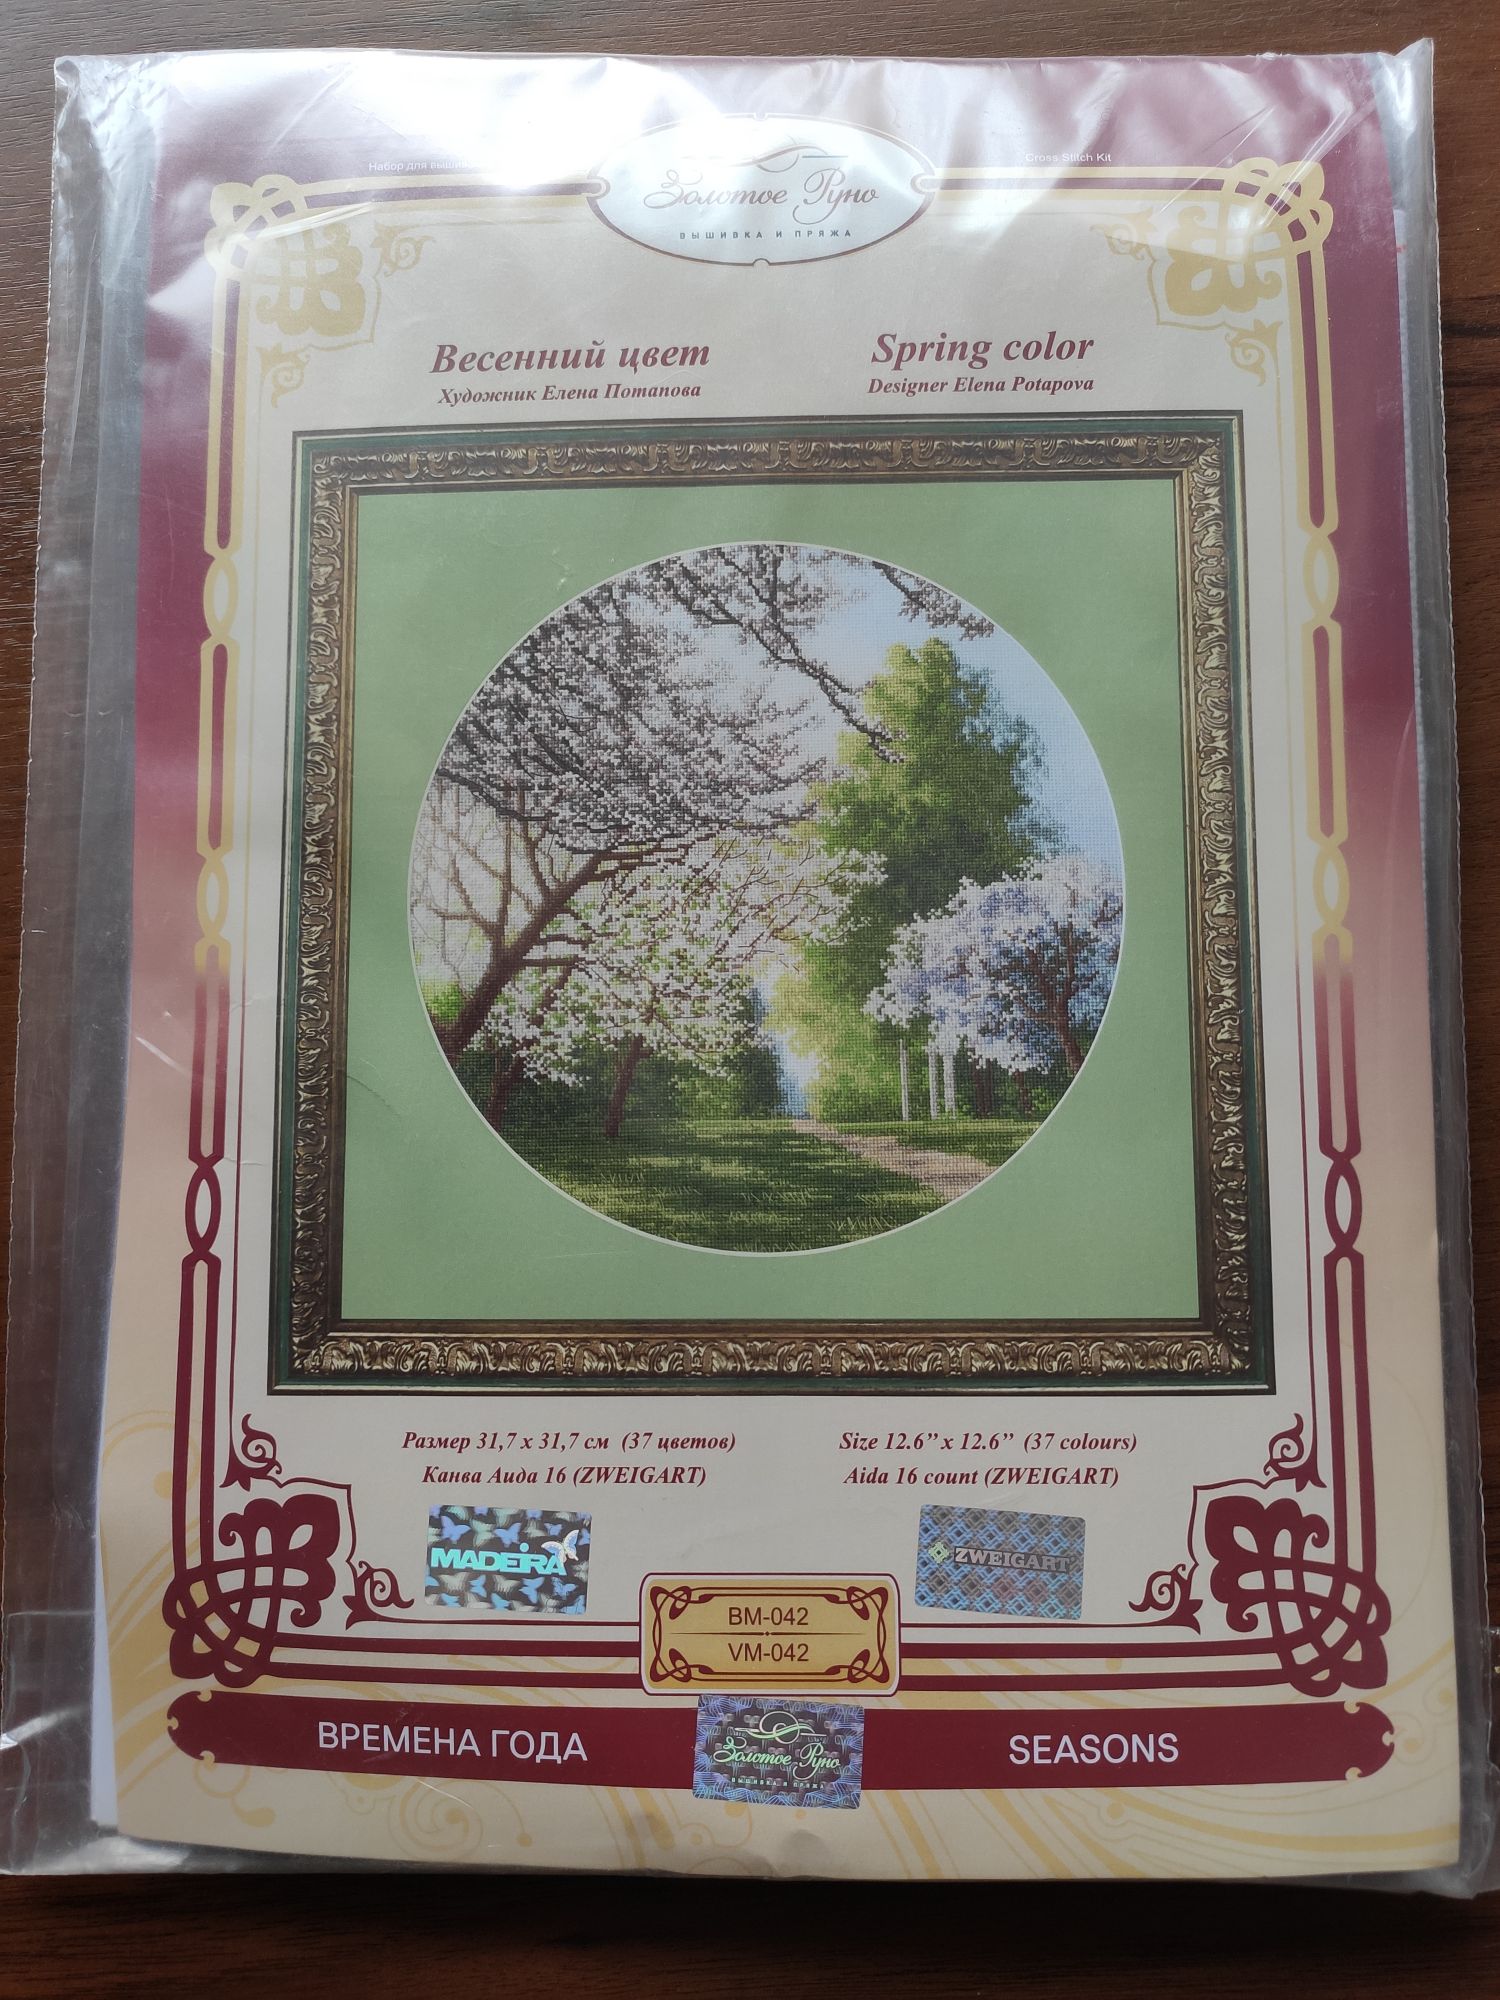 Набор для
Cross Stitch Kit
Золотое Руно
ВЫШИВКА И ПРЯЖА
Весенний цвет
Художник Елена Потапова
Spring color
Designer Elena Potapova
Размер 31,7 x 31,7 см (37 цветов)
Канва Аида 16 (ZWEIGART)
Size 12.6’’ x 12.6’’ (37 colours)
Aida 16 count (ZWEIGART)
MADEIRA
ZWEIGART
ВМ-042
VM-042
ВРЕМЕНА ГОДА
Золотое Руно
ВЫШИВКА И ПРЯЖА
SEASONS